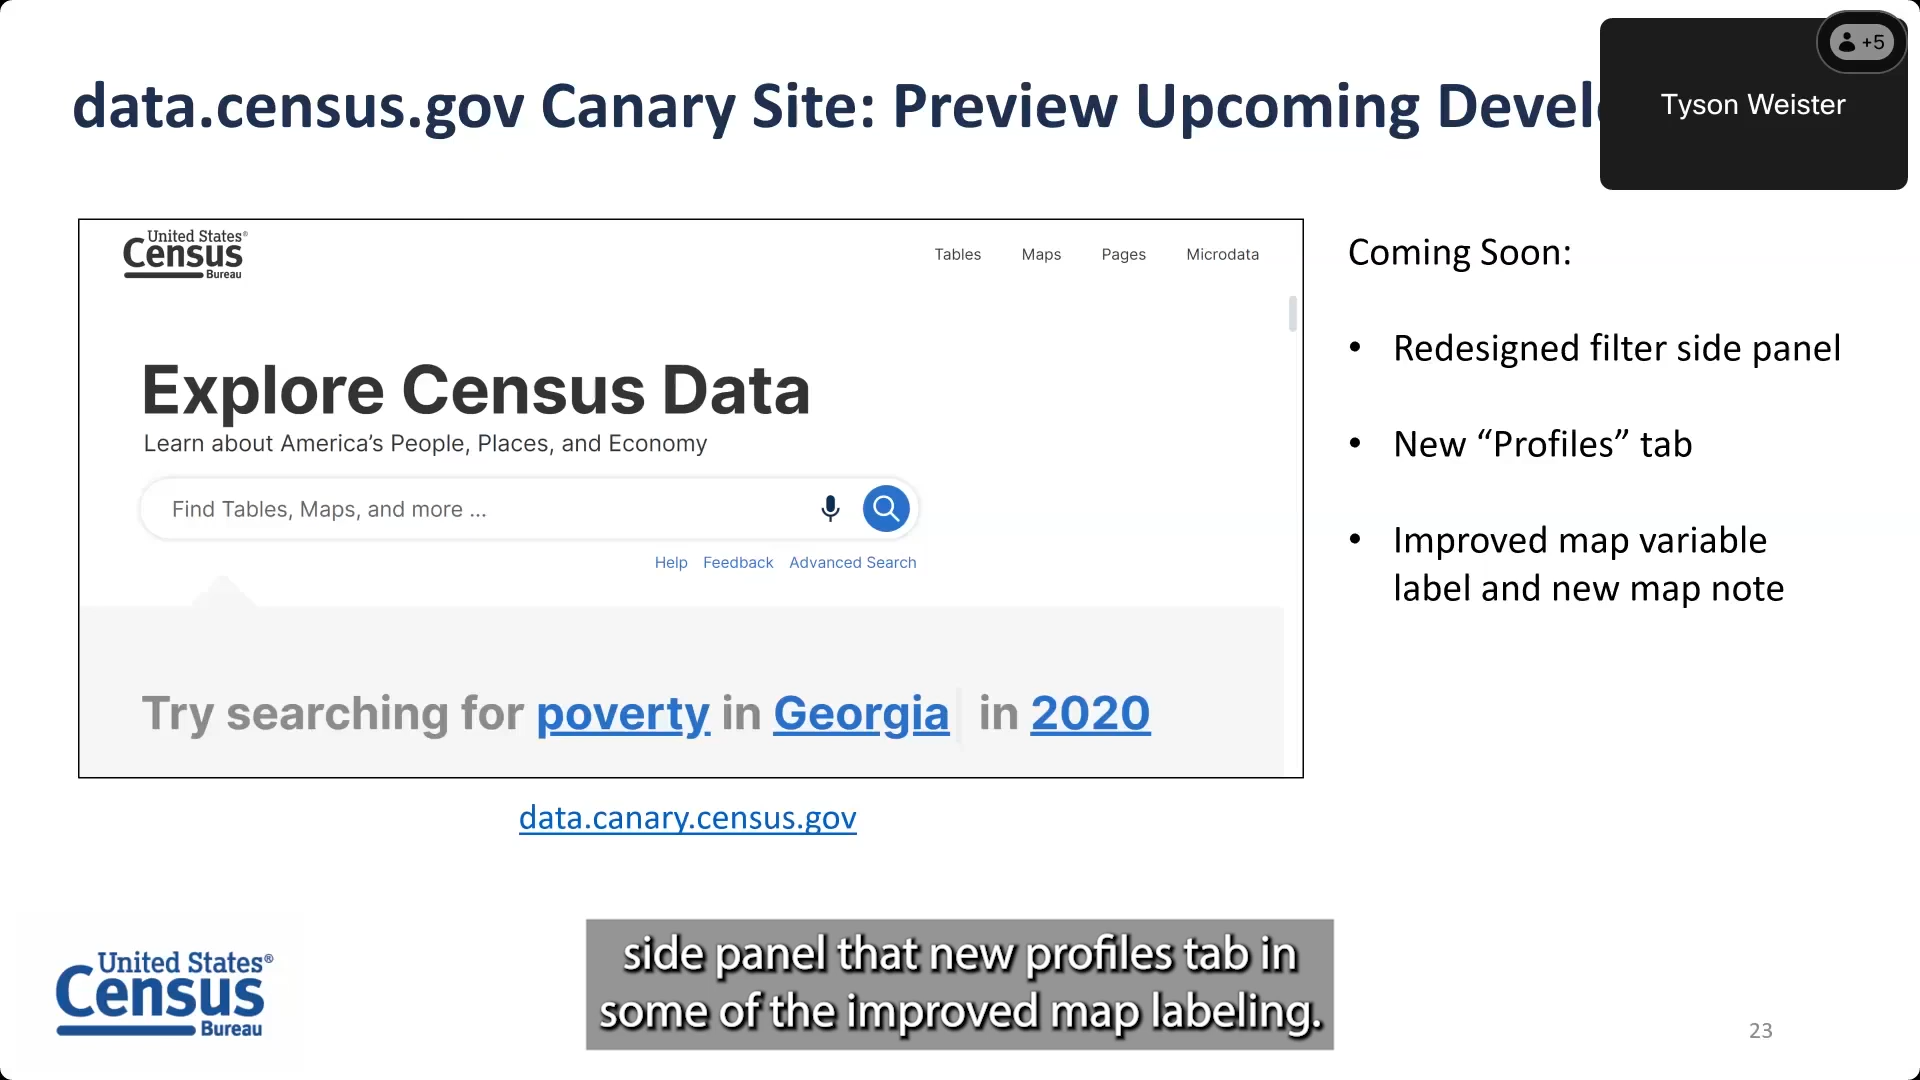 data.census.gov Canary Site: Preview Upcoming
Tyson Weister
+5
United States®
Census
Bureau
Tables Maps Pages Microdata
Explore Census Data
Learn about America’s People, Places, and Economy
Find Tables, Maps, and more ...
Help Feedback Advanced Search
Try searching for poverty in Georgia in 2020
data.canary.census.gov
Coming Soon:
• Redesigned filter side panel
• New “Profiles” tab
• Improved map variable
label and new map note
side panel that new profiles tab in
some of the improved map labeling.
United States®
Census
Bureau
23